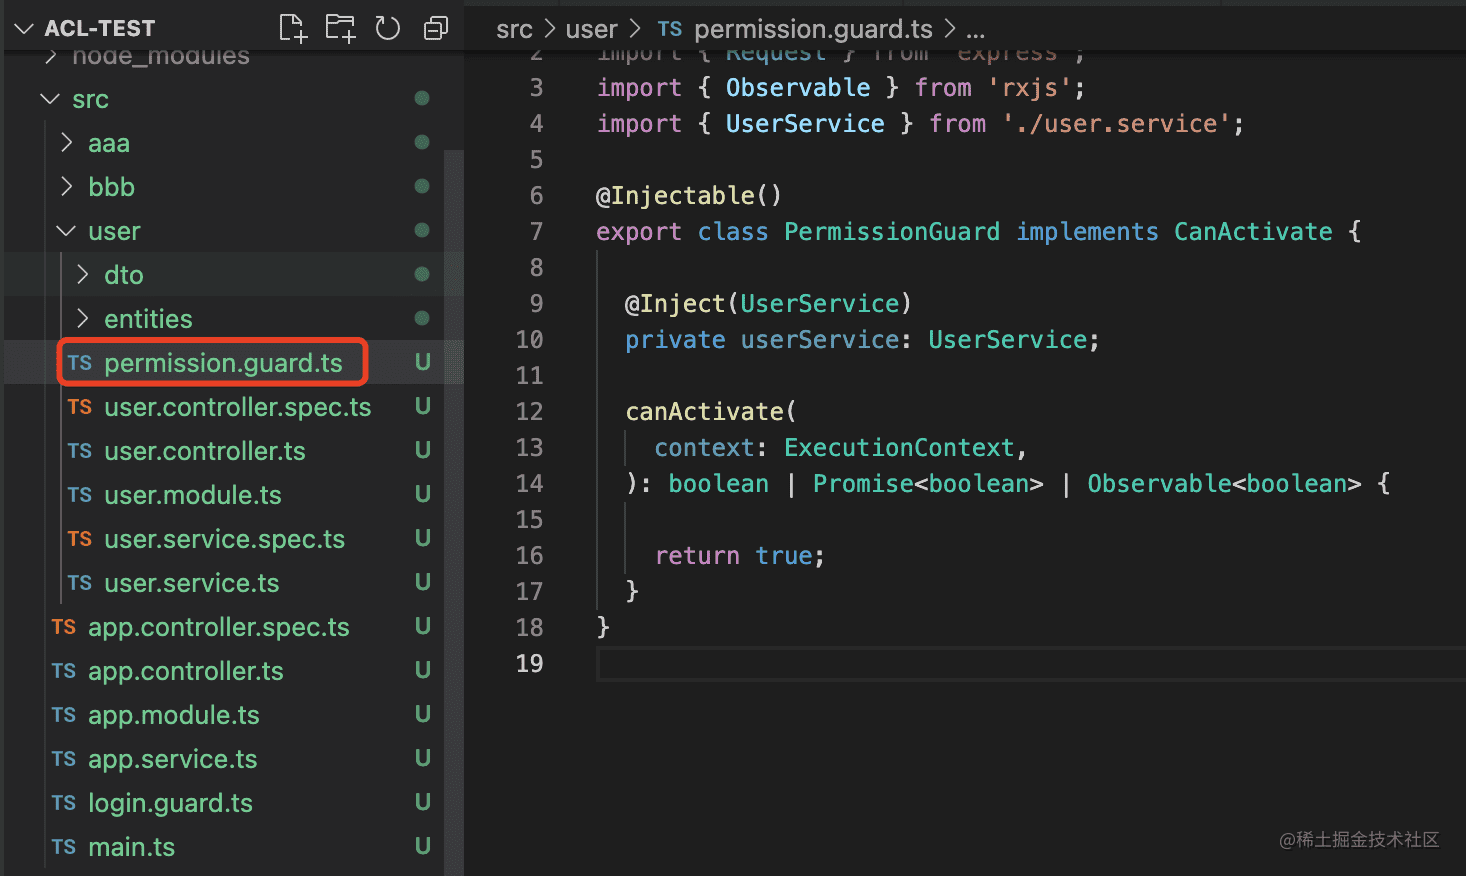 ACL-TEST
node_modules
src
aaa
bbb
user
dto
entities
TS permission.guard.ts U
TS user.controller.spec.ts U
TS user.controller.ts U
TS user.module.ts U
TS user.service.spec.ts U
TS user.service.ts U
TS app.controller.spec.ts U
TS app.controller.ts U
TS app.module.ts U
TS app.service.ts U
TS login.guard.ts U
TS main.ts U
src > user > TS permission.guard.ts > ...
2 import { Request } from 'express';
3 import { Observable } from 'rxjs';
4 import { UserService } from './user.service';
5
6 @Injectable()
7 export class PermissionGuard implements CanActivate {
8
9 @Inject(UserService)
10 private userService: UserService;
11
12 canActivate(
13 context: ExecutionContext,
14 ): boolean | Promise<boolean> | Observable<boolean> {
15
16 return true;
17 }
18 }
19
@稀土掘金技术社区